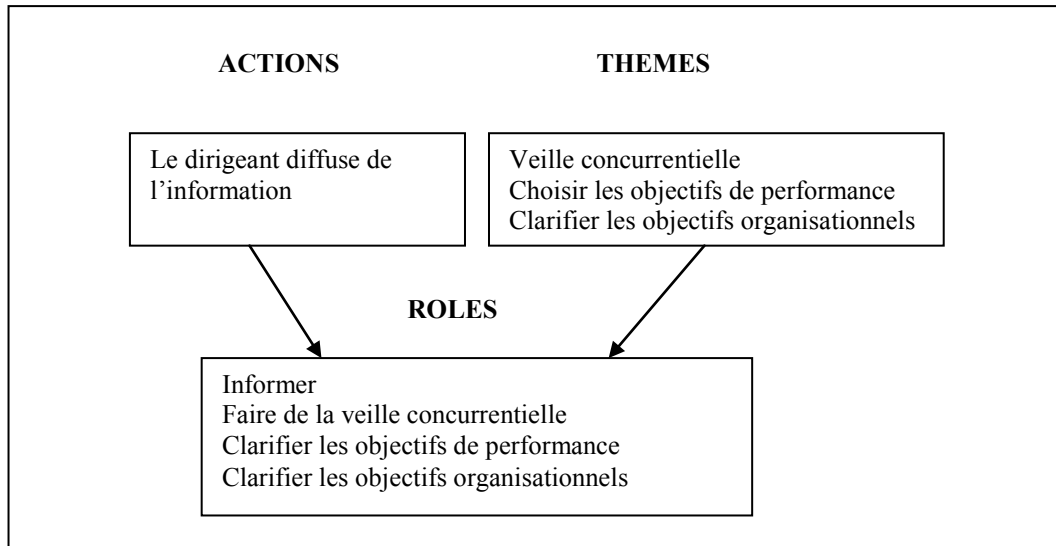 ACTIONS
THEMES
Le dirigeant diffuse de
l’information
Veille concurrentielle
Choisir les objectifs de performance
Clarifier les objectifs organisationnels
ROLES
Informer
Faire de la veille concurrentielle
Clarifier les objectifs de performance
Clarifier les objectifs organisationnels